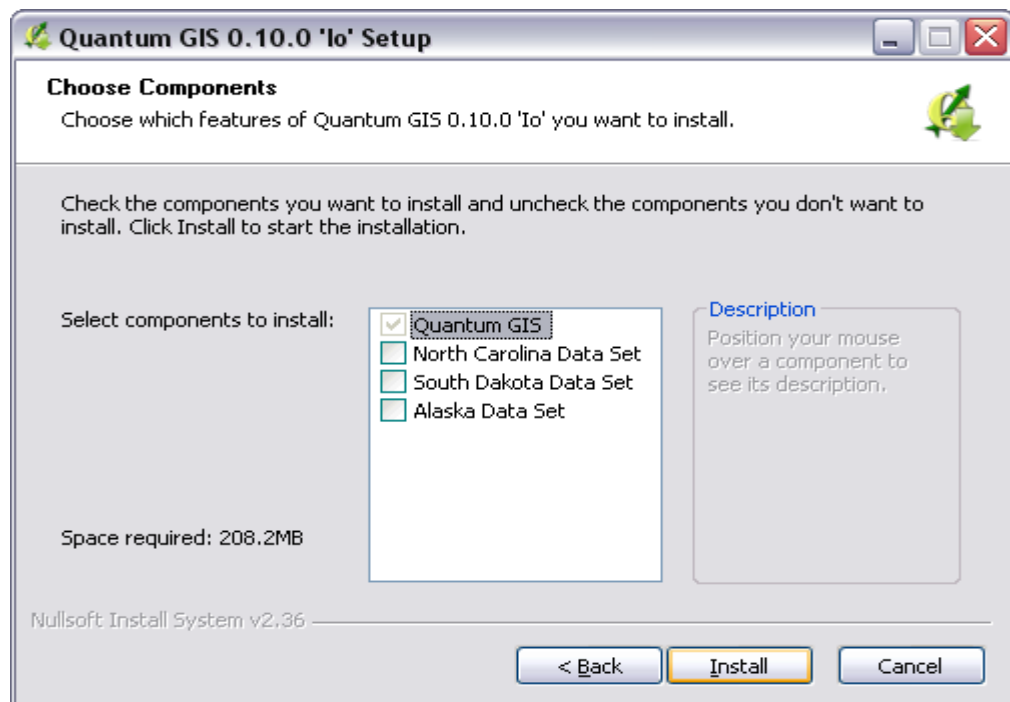 Quantum GIS 0.10.0 'Io' Setup
Choose Components
Choose which features of Quantum GIS 0.10.0 'Io' you want to install.
Check the components you want to install and uncheck the components you don't want to
install. Click Install to start the installation.
Select components to install:
Quantum GIS
North Carolina Data Set
South Dakota Data Set
Alaska Data Set
Description
Position your mouse
over a component to
see its description.
Space required: 208.2MB
Nullsoft Install System v2.36
< Back
Install
Cancel